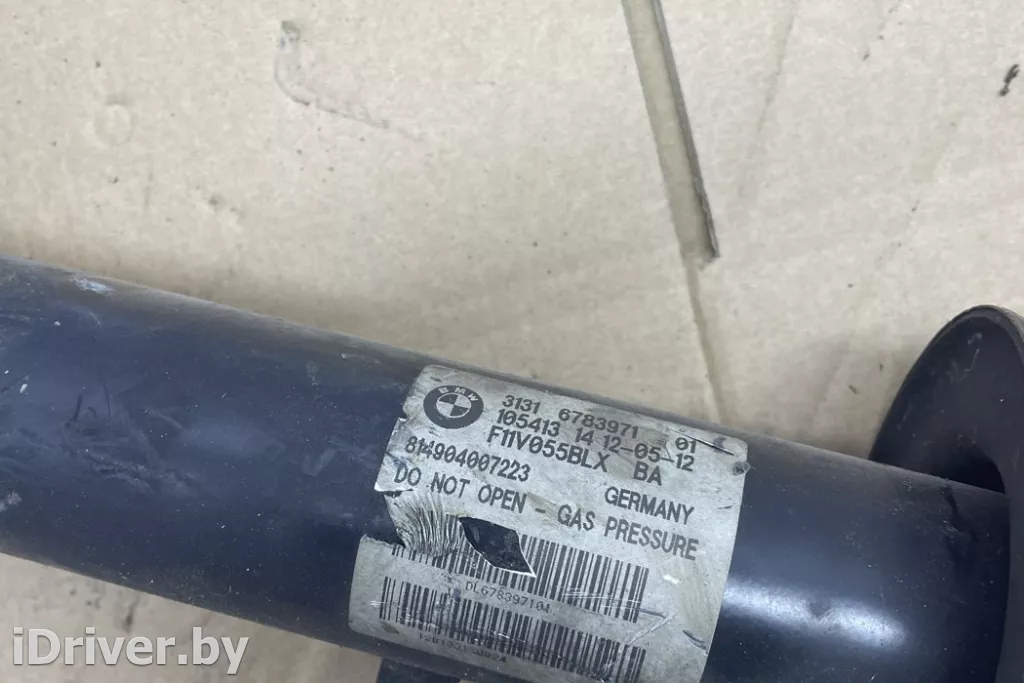 BMW
3131 6783971 01
105413 14 12-05-12
F11V055BLX BA
814904007223 GERMANY
DO NOT OPEN - GAS PRESSURE
DL678397101
iDriver.by